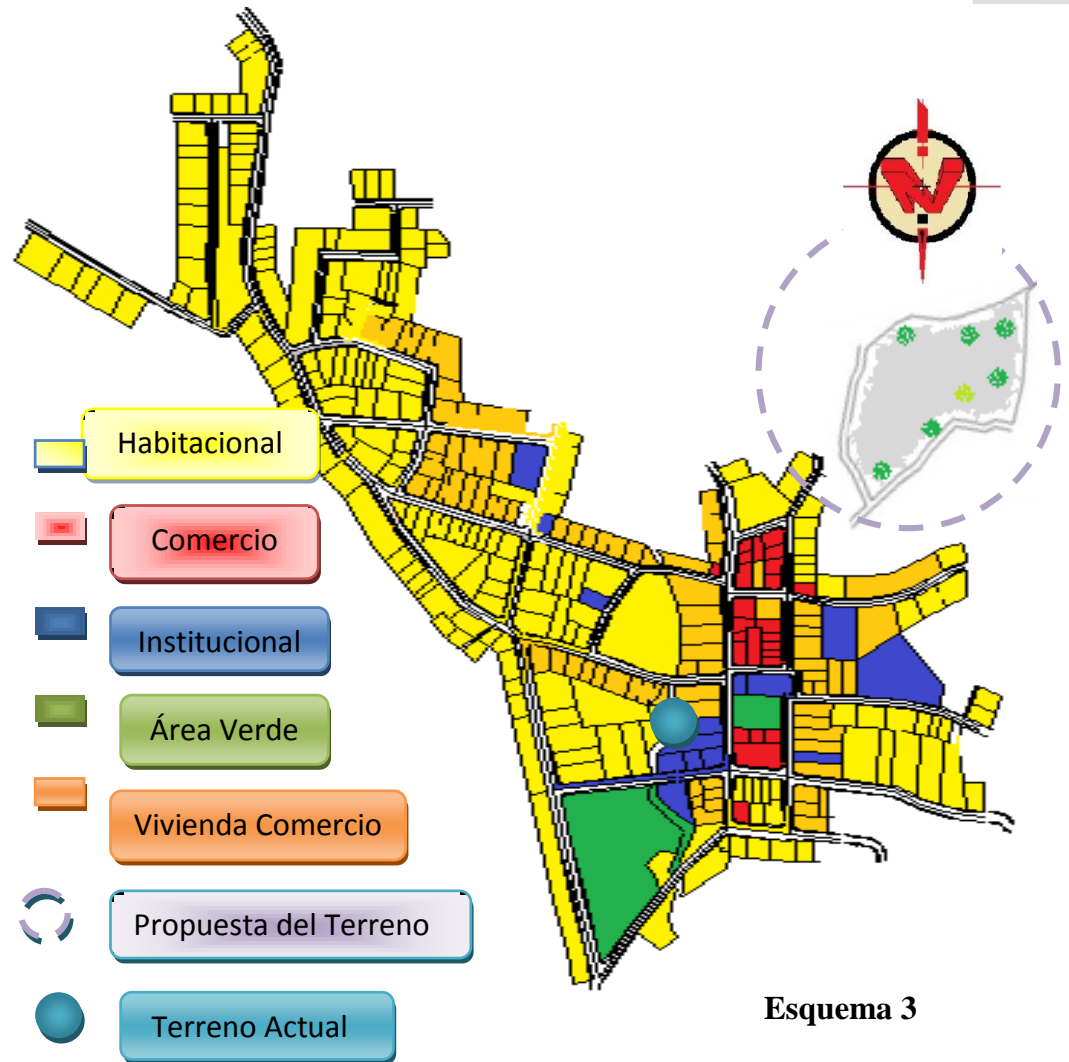 N
Habitacional
Comercio
Institucional
Área Verde
Vivienda Comercio
Propuesta del Terreno
Terreno Actual
Esquema 3